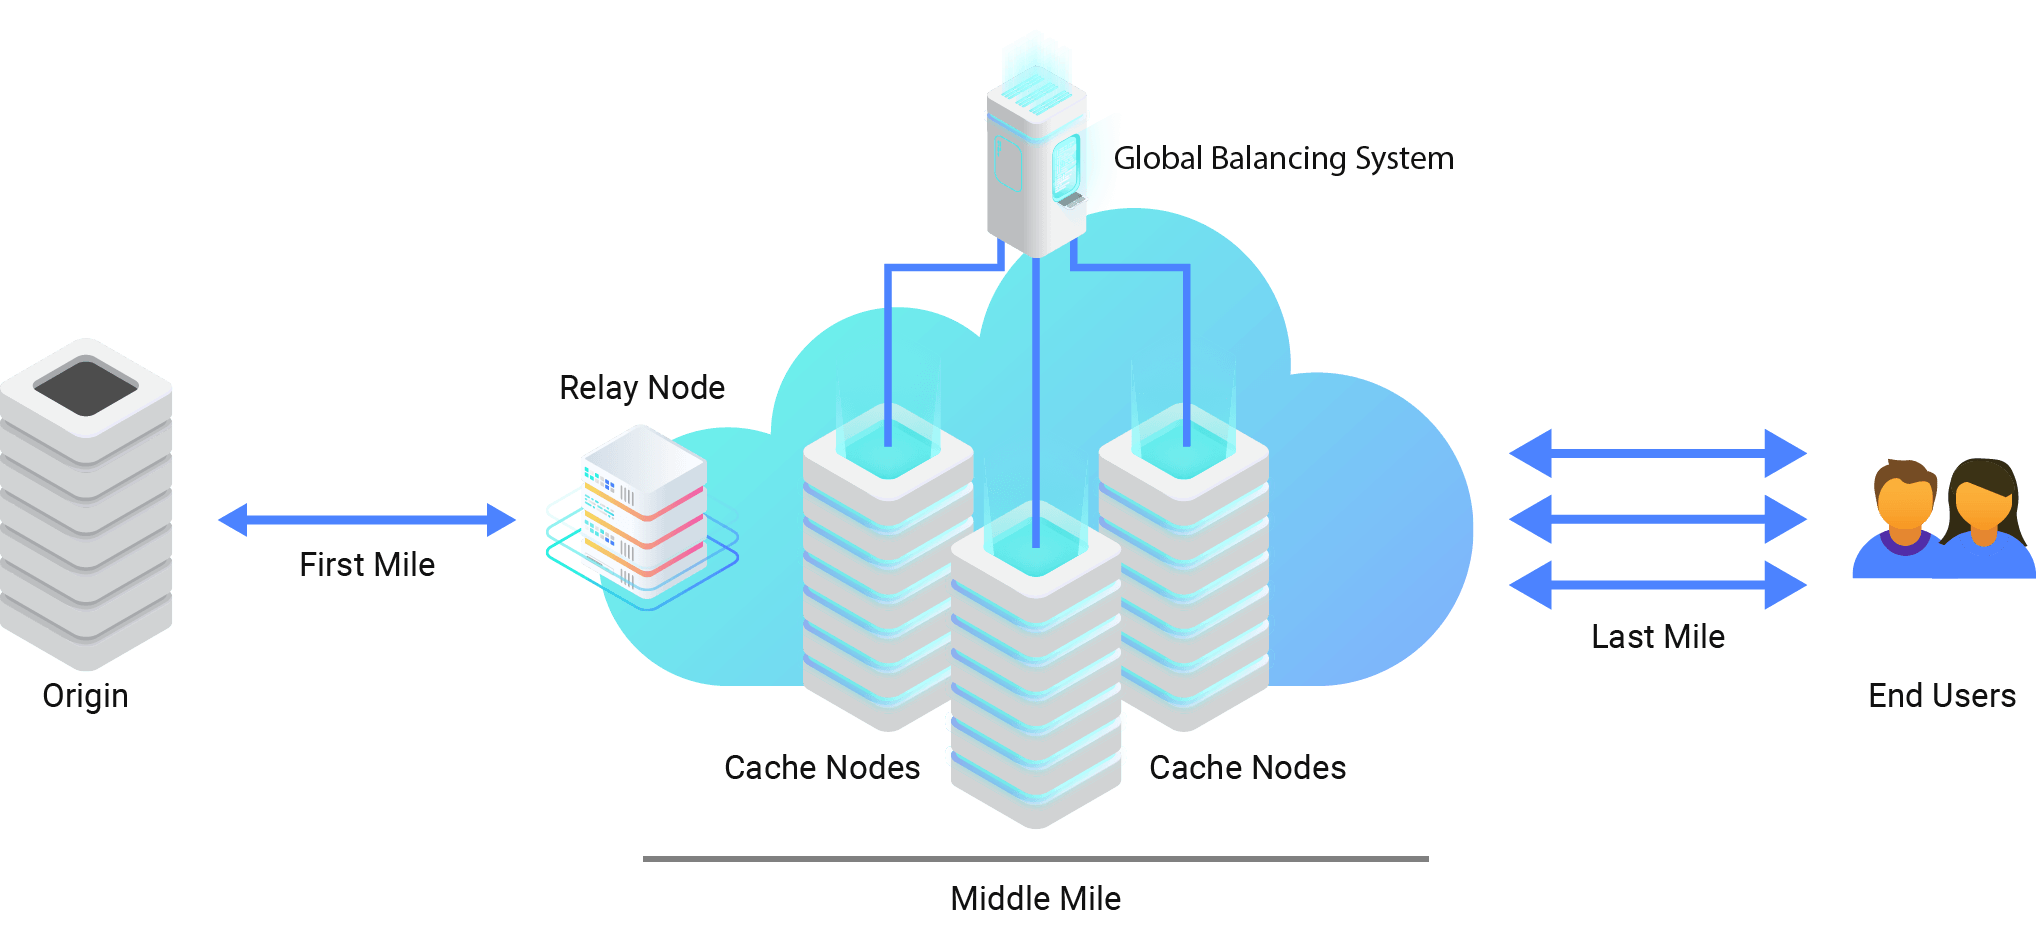 Global Balancing System
Relay Node
First Mile
Last Mile
Origin
End Users
Cache Nodes
Cache Nodes
Middle Mile